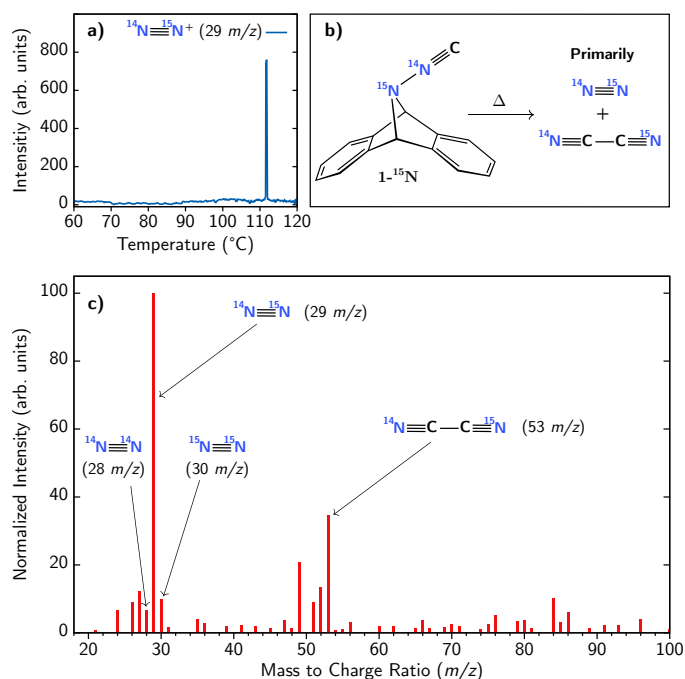 a) ¹⁴N≡¹⁵N⁺ (29 m/z)
Intensitiy (arb. units)
800
600
400
200
0
60 70 80 90 100 110 120
Temperature (°C)
b)
C
¹⁴N
¹⁵N
1-¹⁵N
Δ
Primarily
¹⁴N≡¹⁵N
+
¹⁴N≡C–C≡¹⁵N
c)
Normalized Intensity (arb. units)
100
80
60
40
20
0
¹⁴N≡¹⁵N (29 m/z)
¹⁴N≡¹⁴N
(28 m/z)
¹⁵N≡¹⁵N
(30 m/z)
¹⁴N≡C–C≡¹⁵N (53 m/z)
20 30 40 50 60 70 80 90 100
Mass to Charge Ratio (m/z)